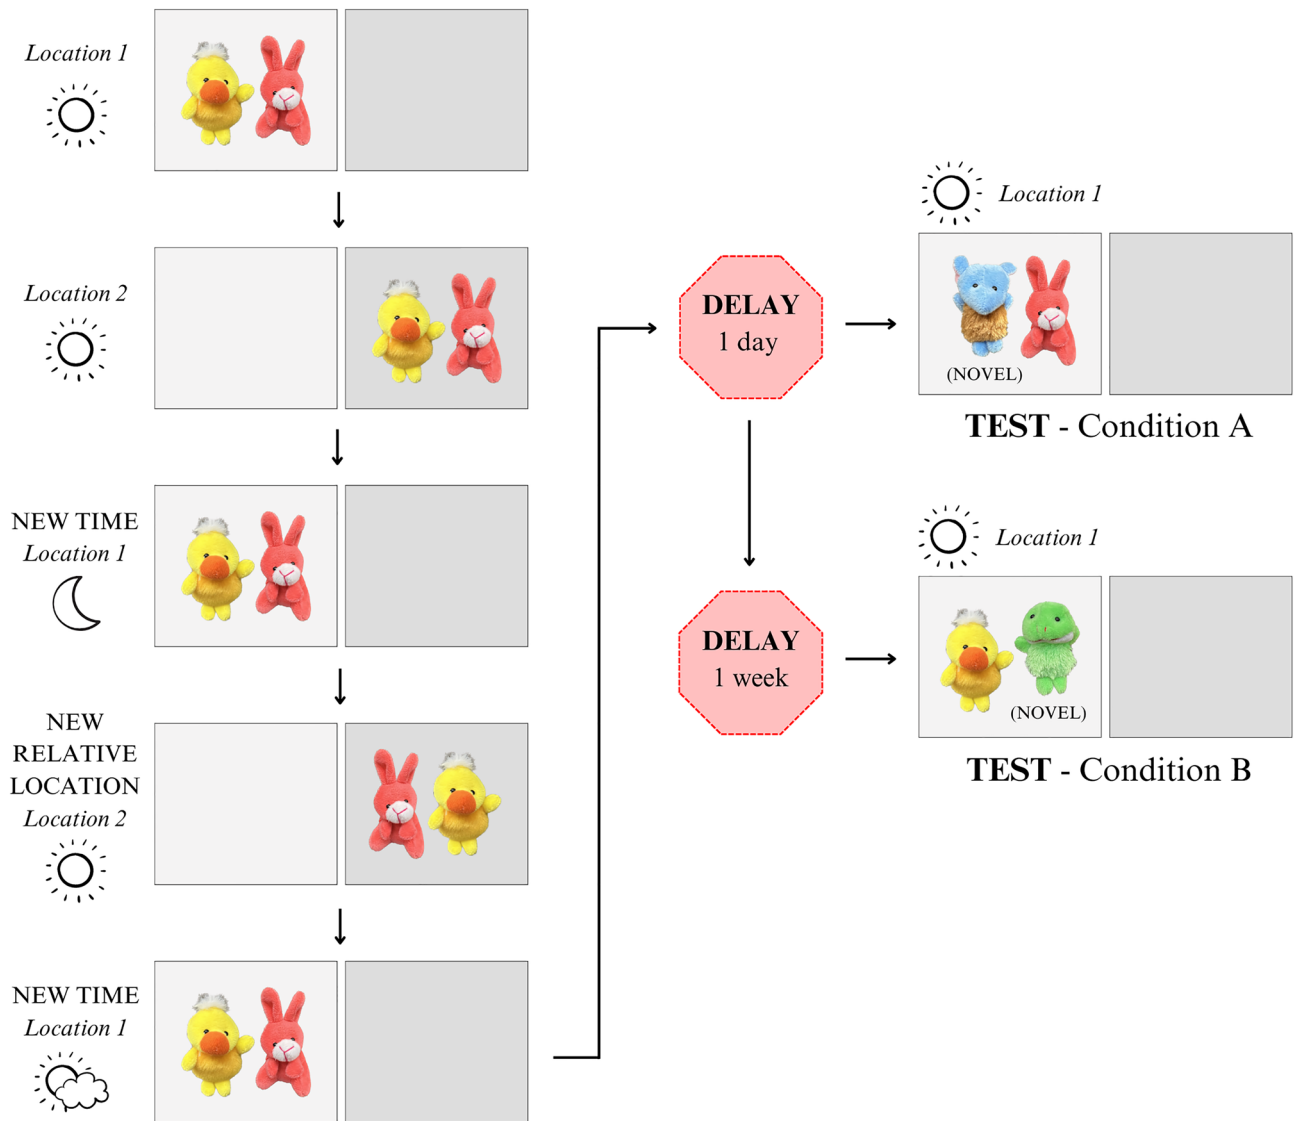 Location 1
Location 2
NEW TIME
Location 1
NEW
RELATIVE
LOCATION
Location 2
NEW TIME
Location 1
DELAY
1 day
DELAY
1 week
Location 1
(NOVEL)
TEST - Condition A
Location 1
(NOVEL)
TEST - Condition B